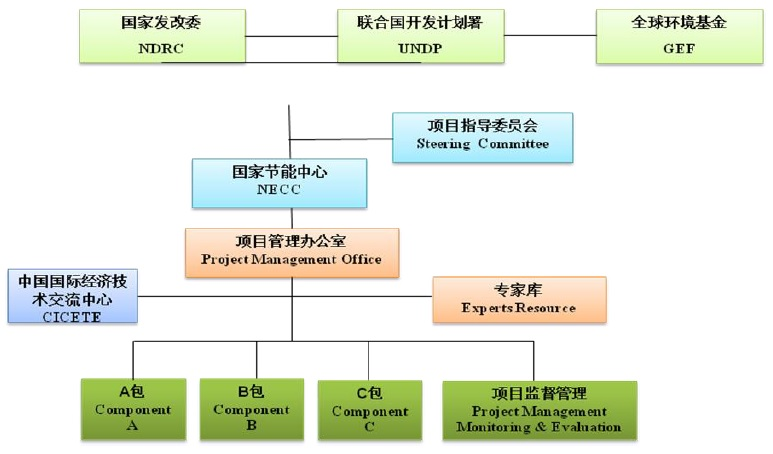 国家发改委
NDRC
联合国开发计划署
UNDP
全球环境基金
GEF
项目指导委员会
Steering Committee
国家节能中心
NECC
项目管理办公室
Project Management Office
中国国际经济技
术交流中心
CICETE
专家库
Experts Resource
A包
Component
A
B包
Component
B
C包
Component
C
项目监督管理
Project Management
Monitoring & Evaluation